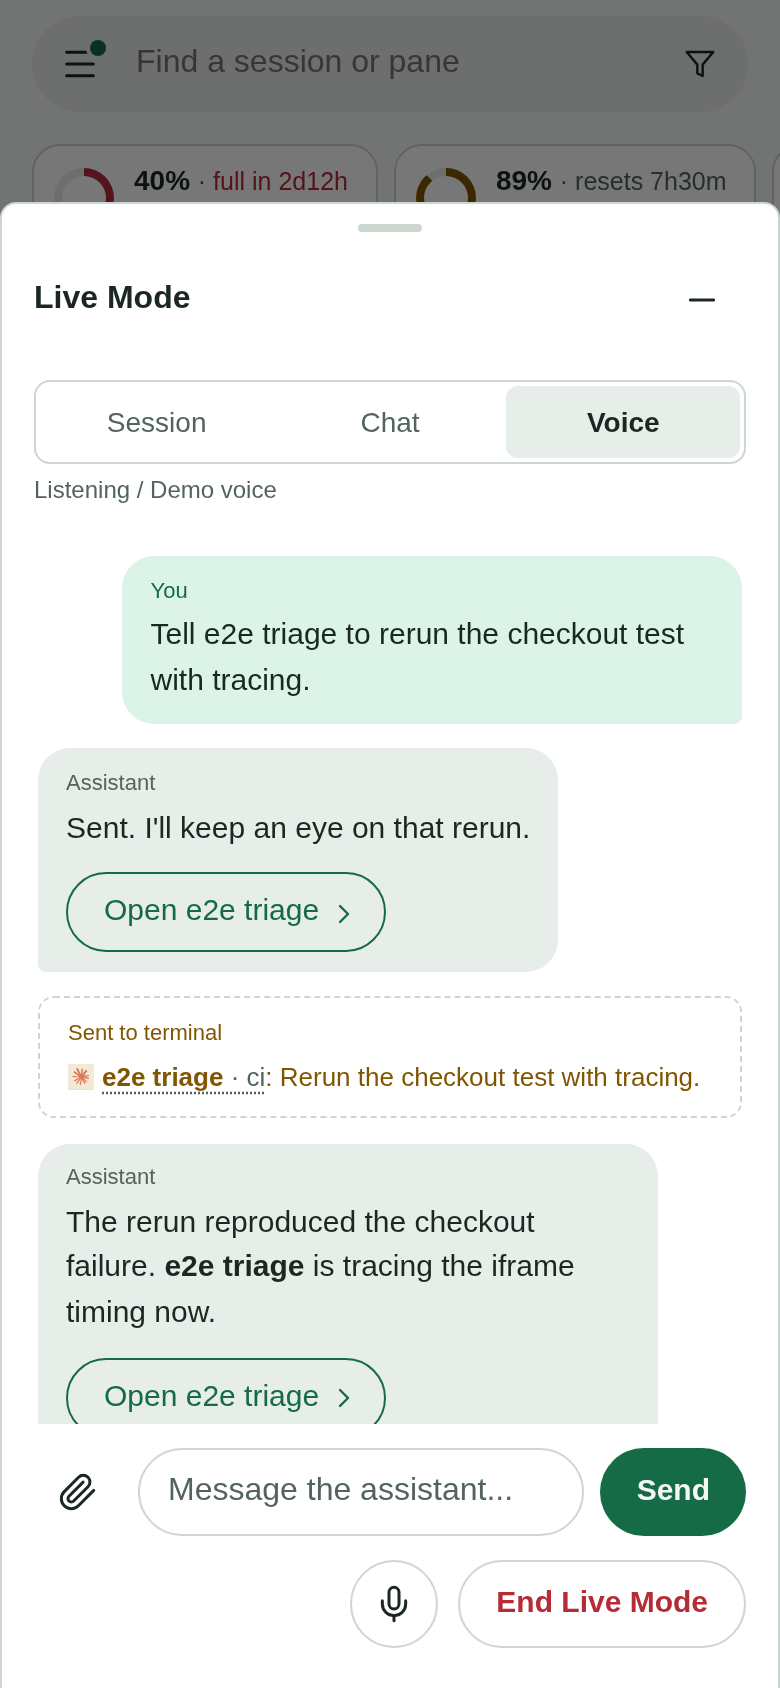 Find a session or pane
40% · full in 2d12h
89% · resets 7h30m
Live Mode
Session
Chat
Voice
Listening / Demo voice
You
Tell e2e triage to rerun the checkout test
with tracing.
Assistant
Sent. I'll keep an eye on that rerun.
Open e2e triage
Sent to terminal
e2e triage · ci: Rerun the checkout test with tracing.
Assistant
The rerun reproduced the checkout
failure. e2e triage is tracing the iframe
timing now.
Open e2e triage
Message the assistant...
Send
End Live Mode